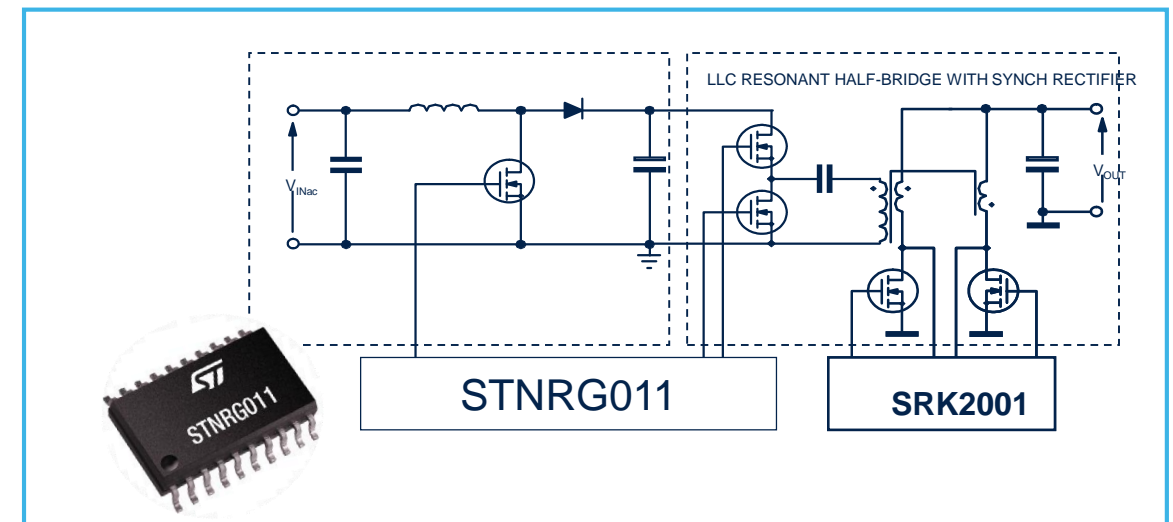 LLC RESONANT HALF-BRIDGE WITH SYNCH RECTIFIER
VINac
VOUT
STNRG011
SRK2001
ST
STNRG011